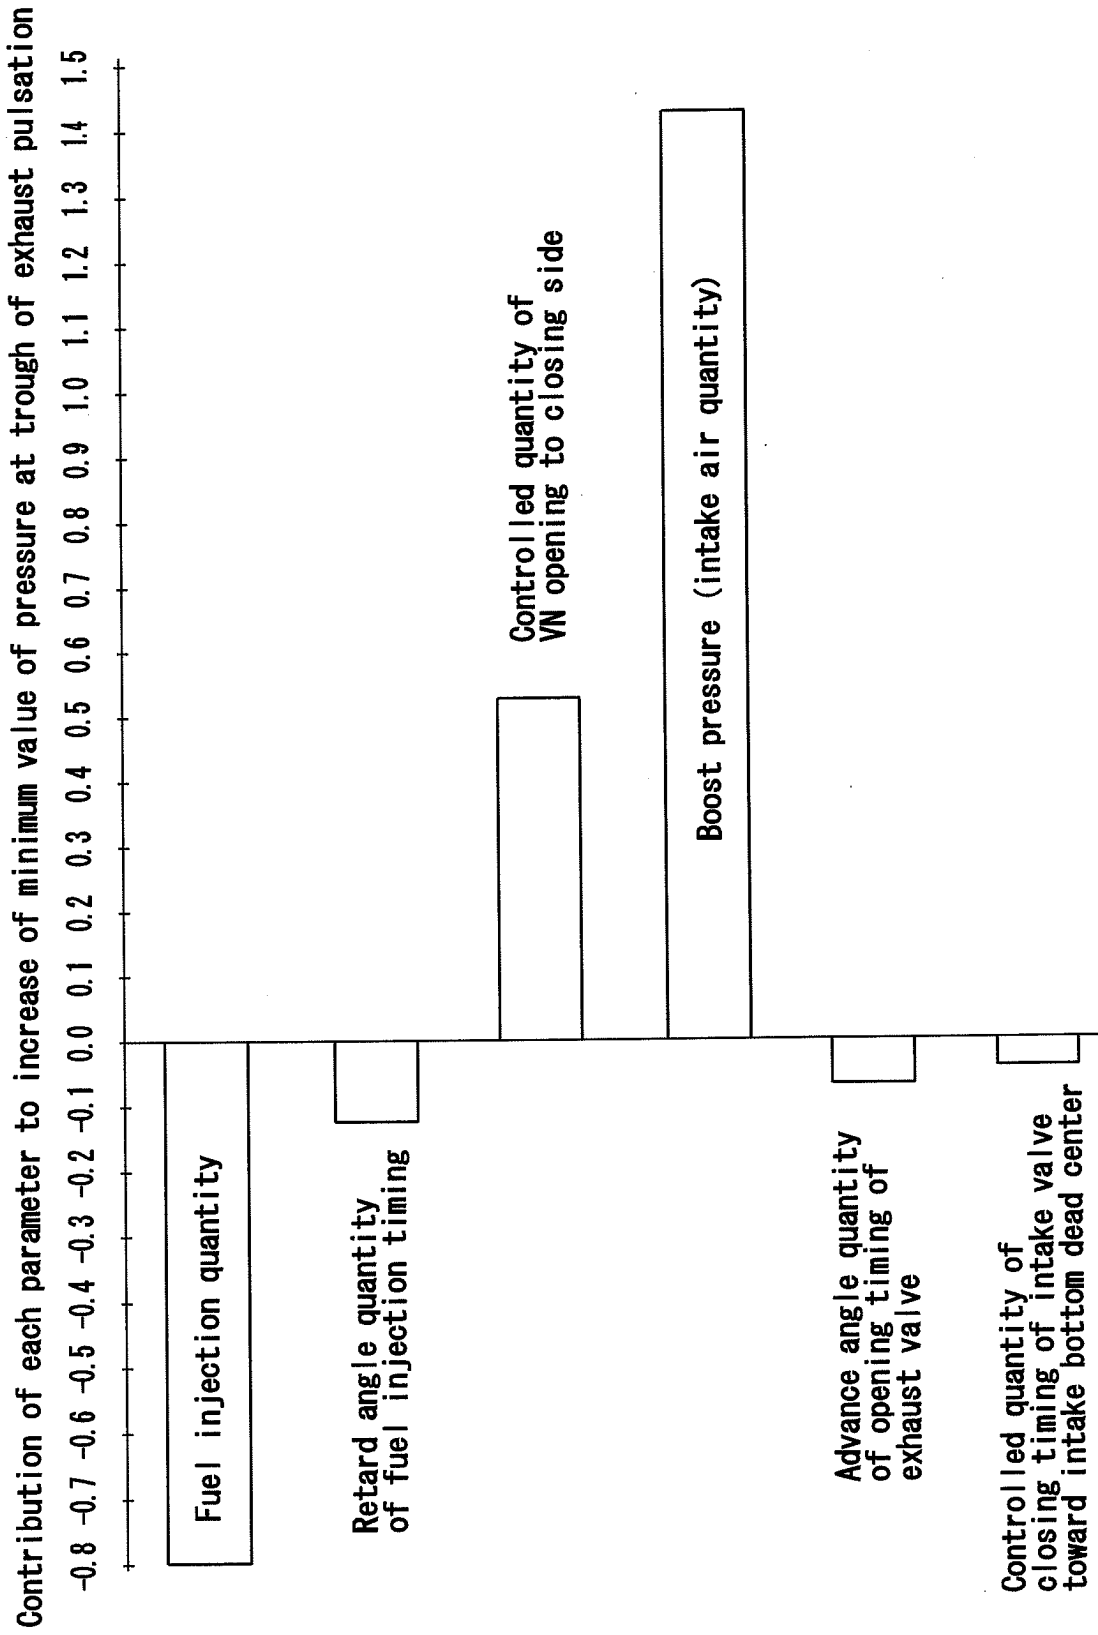 Contribution of each parameter to increase of minimum value of pressure at trough of exhaust pulsation
-0.8 -0.7 -0.6 -0.5 -0.4 -0.3 -0.2 -0.1 0.0 0.1 0.2 0.3 0.4 0.5 0.6 0.7 0.8 0.9 1.0 1.1 1.2 1.3 1.4 1.5
Fuel injection quantity
Retard angle quantity
of fuel injection timing
Controlled quantity of
VN opening to closing side
Boost pressure (intake air quantity)
Advance angle quantity
of opening timing of
exhaust valve
Controlled quantity of
closing timing of intake valve
toward intake bottom dead center